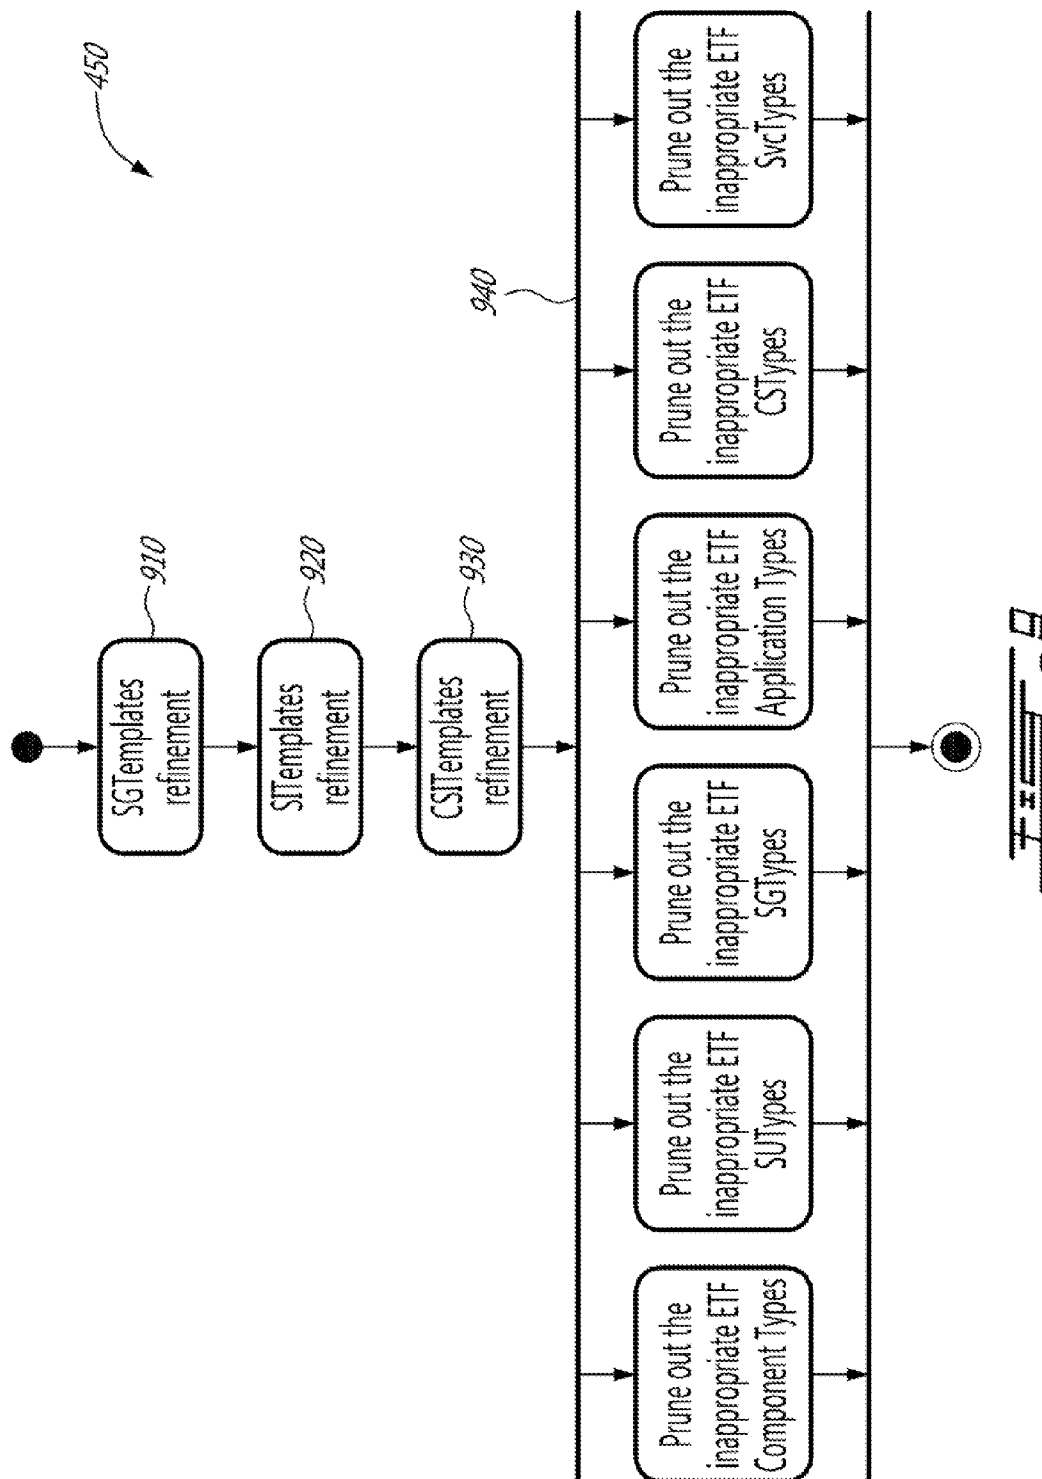 450
SGTemplates
refinement
910
SITemplates
refinement
920
CSITemplates
refinement
930
940
Prune out the
inappropriate ETF
Component Types
Prune out the
inappropriate ETF
SUTypes
Prune out the
inappropriate ETF
SGTypes
Prune out the
inappropriate ETF
Application Types
Prune out the
inappropriate ETF
CSTypes
Prune out the
inappropriate ETF
SvcTypes